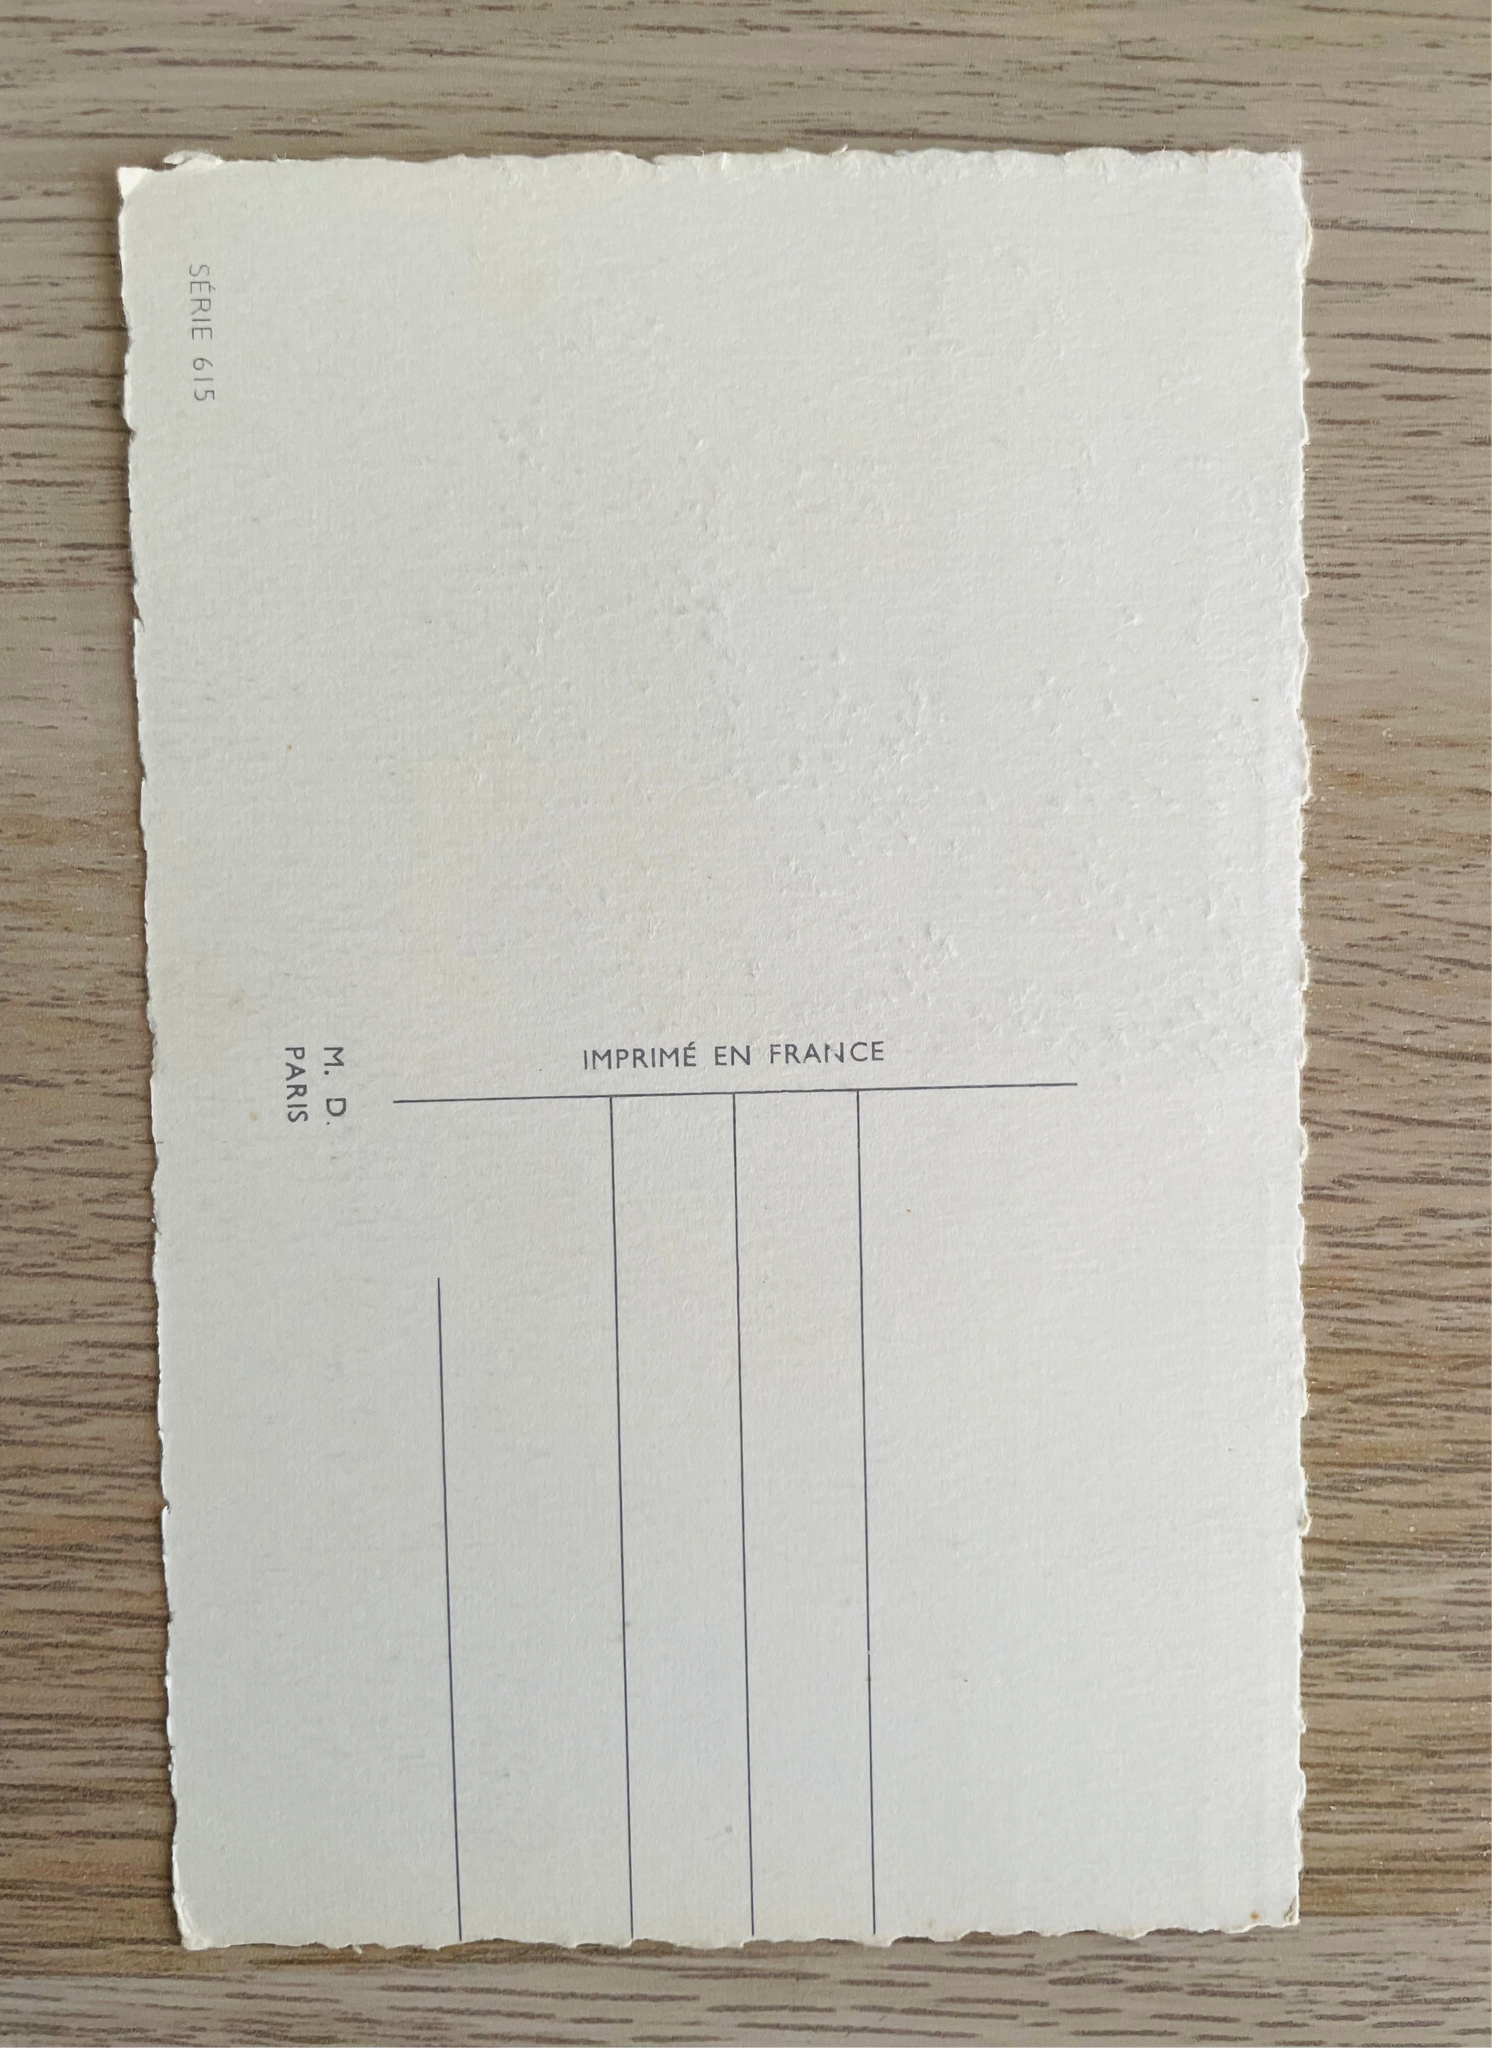 SÉRIE 615
IMPRIMÉ EN FRANCE
M. D.
PARIS